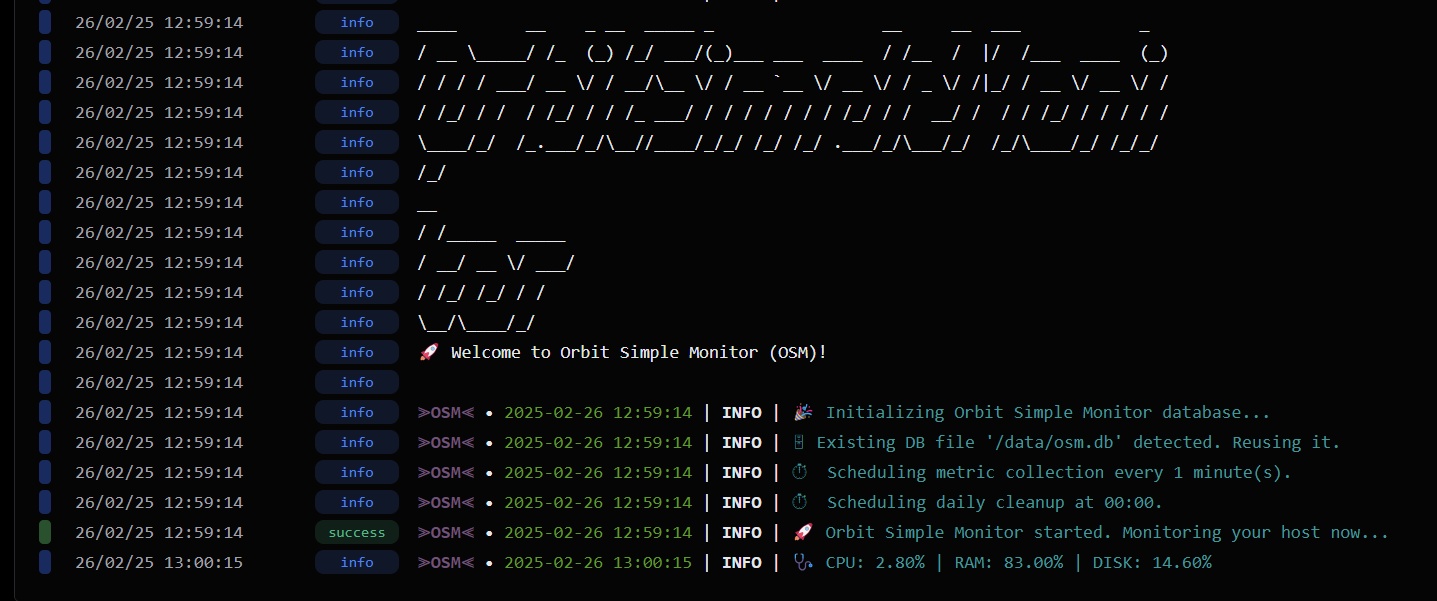 26/02/25 12:59:14 info ____       __    _ __  _____ _                 __     __  ___            _
26/02/25 12:59:14 info / __ \_____/ /_  (_) /_/ ___/(_)___ ___  ____  / /__  /  |/  /___  ____  (_)
26/02/25 12:59:14 info / / / / ___/ __ \/ / __/\__ \/ / __ `__ \/ __ \/ / _ \/ /|_/ / __ \/ __ \/ /
26/02/25 12:59:14 info / /_/ / /  / /_/ / / /_ ___/ / / / / / / / /_/ / /  __/ /  / / /_/ / / / / /
26/02/25 12:59:14 info \____/_/  /_.___/_/\__//____/_/_/ /_/ /_/ .___/_/\___/_/  /_/\____/_/ /_/_/
26/02/25 12:59:14 info /_/
26/02/25 12:59:14 info __
26/02/25 12:59:14 info / /_____  _____
26/02/25 12:59:14 info / __/ __ \/ ___/
26/02/25 12:59:14 info / /_/ /_/ / /
26/02/25 12:59:14 info \__/\____/_/
26/02/25 12:59:14 info 🚀 Welcome to Orbit Simple Monitor (OSM)!
26/02/25 12:59:14 info
26/02/25 12:59:14 info ⪢OSM⪡ • 2025-02-26 12:59:14 | INFO | 🎉 Initializing Orbit Simple Monitor database...
26/02/25 12:59:14 info ⪢OSM⪡ • 2025-02-26 12:59:14 | INFO | 🗄 Existing DB file '/data/osm.db' detected. Reusing it.
26/02/25 12:59:14 info ⪢OSM⪡ • 2025-02-26 12:59:14 | INFO | ⏱ Scheduling metric collection every 1 minute(s).
26/02/25 12:59:14 info ⪢OSM⪡ • 2025-02-26 12:59:14 | INFO | ⏱ Scheduling daily cleanup at 00:00.
26/02/25 12:59:14 success ⪢OSM⪡ • 2025-02-26 12:59:14 | INFO | 🚀 Orbit Simple Monitor started. Monitoring your host now...
26/02/25 13:00:15 info ⪢OSM⪡ • 2025-02-26 13:00:15 | INFO | 🩺 CPU: 2.80% | RAM: 83.00% | DISK: 14.60%